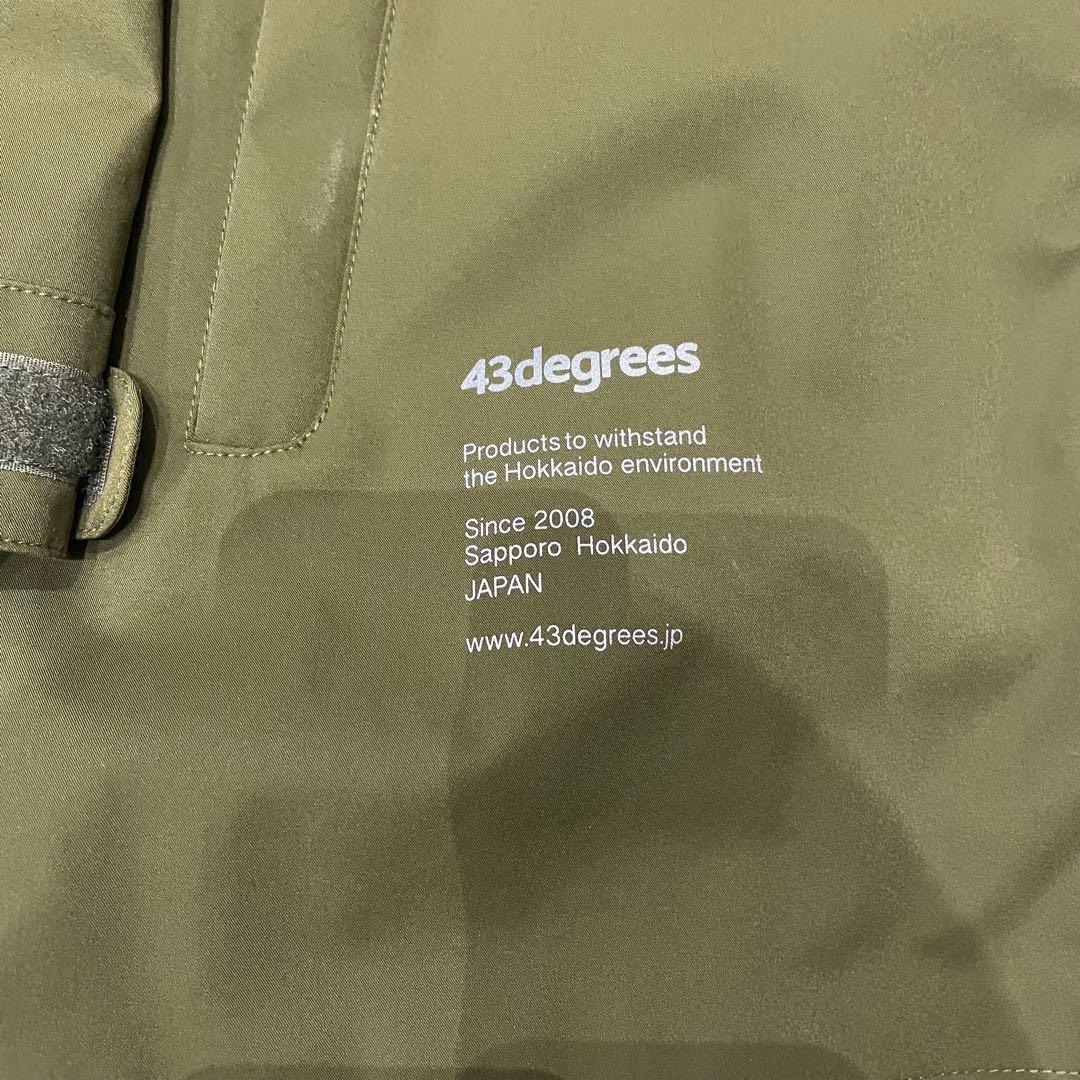 43degrees
Products to withstand
the Hokkaido environment
Since 2008
Sapporo Hokkaido
JAPAN
www.43degrees.jp